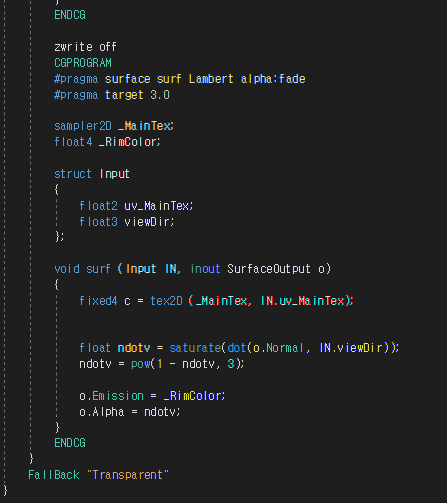 }
ENDCG
zwrite off
CGPROGRAM
#pragma surface surf Lambert alpha:fade
#pragma target 3.0
sampler2D _MainTex;
float4 _RimColor;
struct Input
{
float2 uv_MainTex;
float3 viewDir;
};
void surf (Input IN, inout SurfaceOutput o)
{
fixed4 c = tex2D (_MainTex, IN.uv_MainTex);
float ndotv = saturate(dot(o.Normal, IN.viewDir));
ndotv = pow(1 - ndotv, 3);
o.Emission = _RimColor;
o.Alpha = ndotv;
}
ENDCG
}
FallBack "Transparent"
}